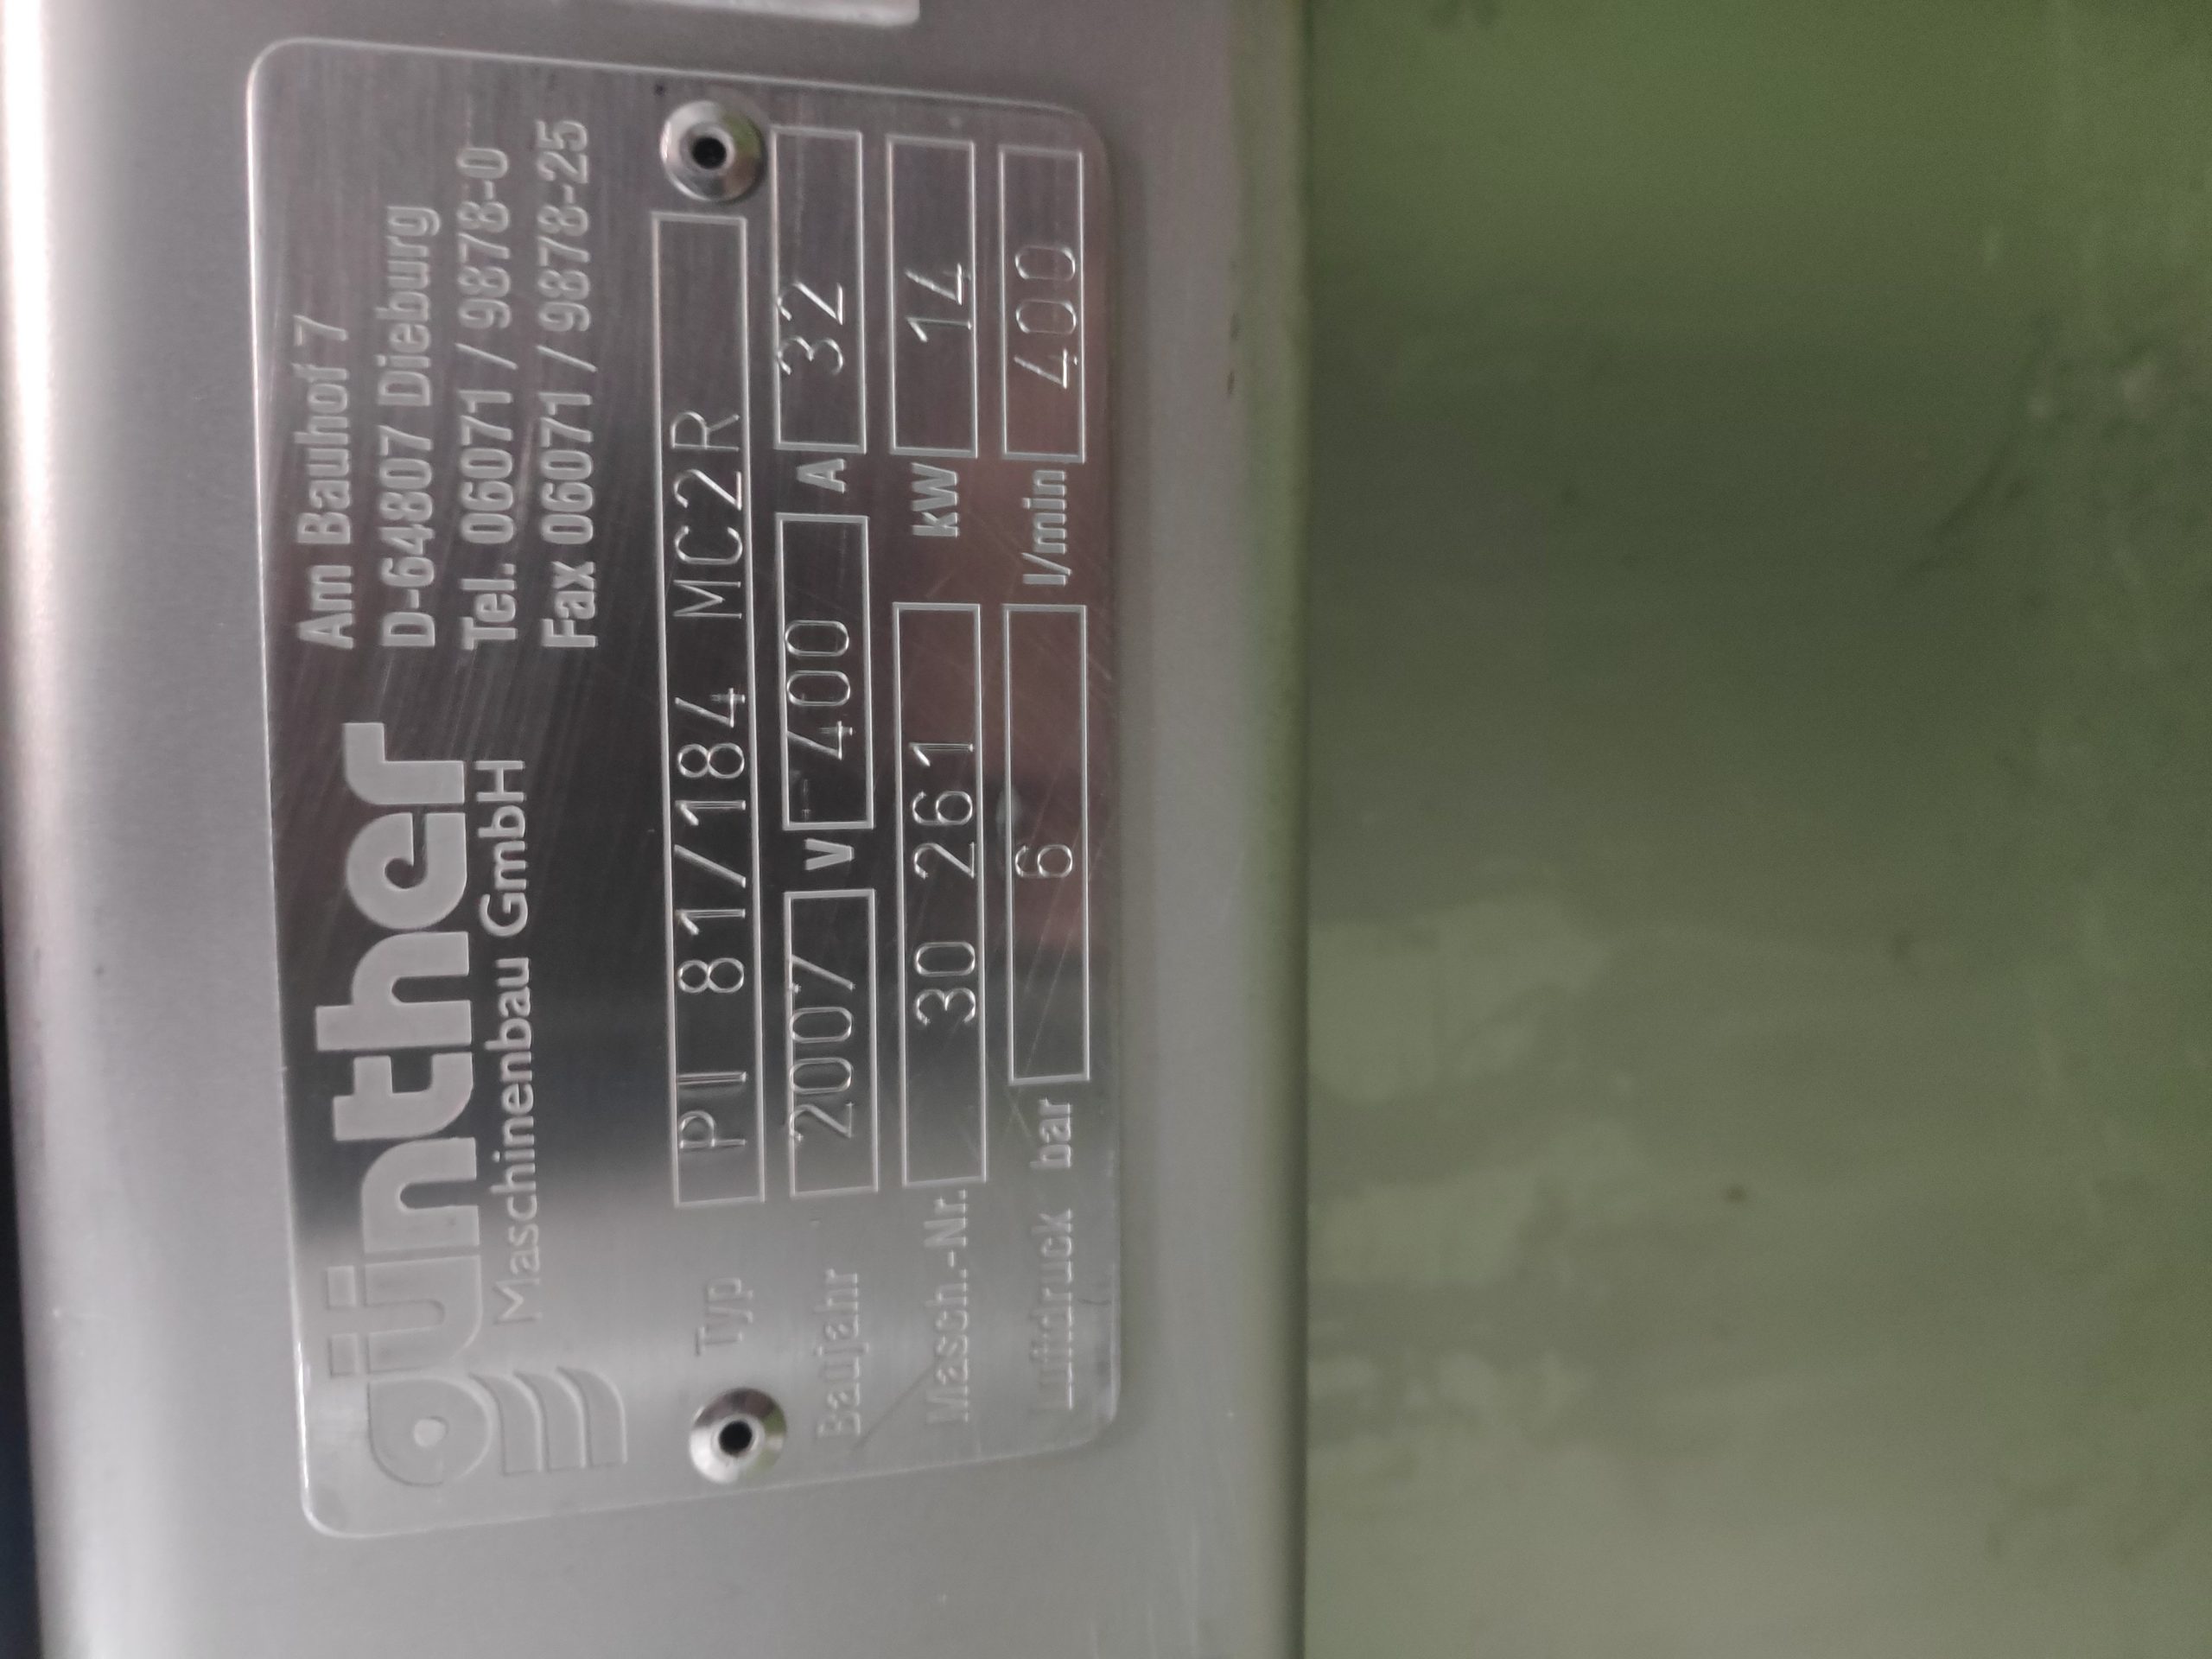 günther
Maschinenbau GmbH
Am Bauhof 7
D-64807 Dieburg
Tel. 06071 / 9878-0
Fax 06071 / 9878-25
Typ PI 81/184 MC2R
Baujahr 2007 V 400 A 32
Masch.-Nr. 30 261 kW 14
Luftdruck bar 6 l/min 400